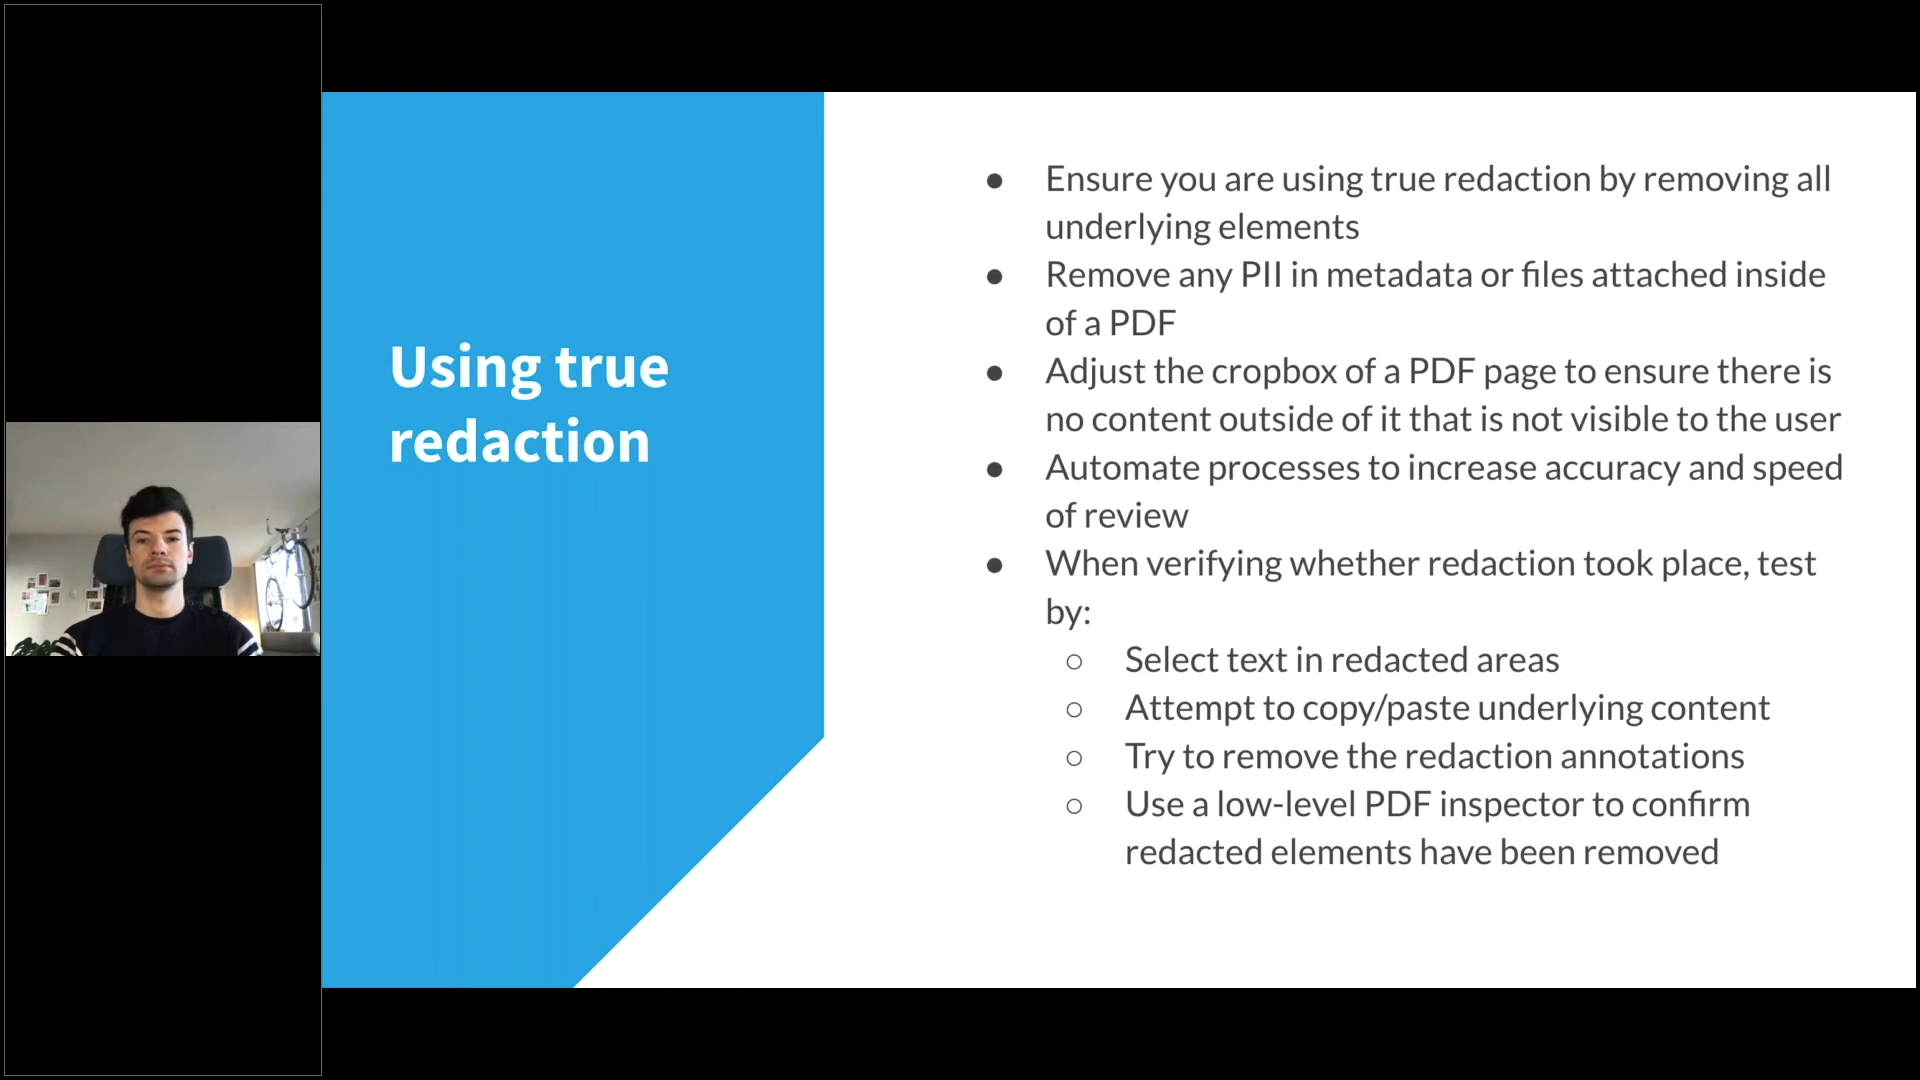 Using true
redaction
● Ensure you are using true redaction by removing all
underlying elements
● Remove any PII in metadata or files attached inside
of a PDF
● Adjust the cropbox of a PDF page to ensure there is
no content outside of it that is not visible to the user
● Automate processes to increase accuracy and speed
of review
● When verifying whether redaction took place, test
by:
○ Select text in redacted areas
○ Attempt to copy/paste underlying content
○ Try to remove the redaction annotations
○ Use a low-level PDF inspector to confirm
redacted elements have been removed